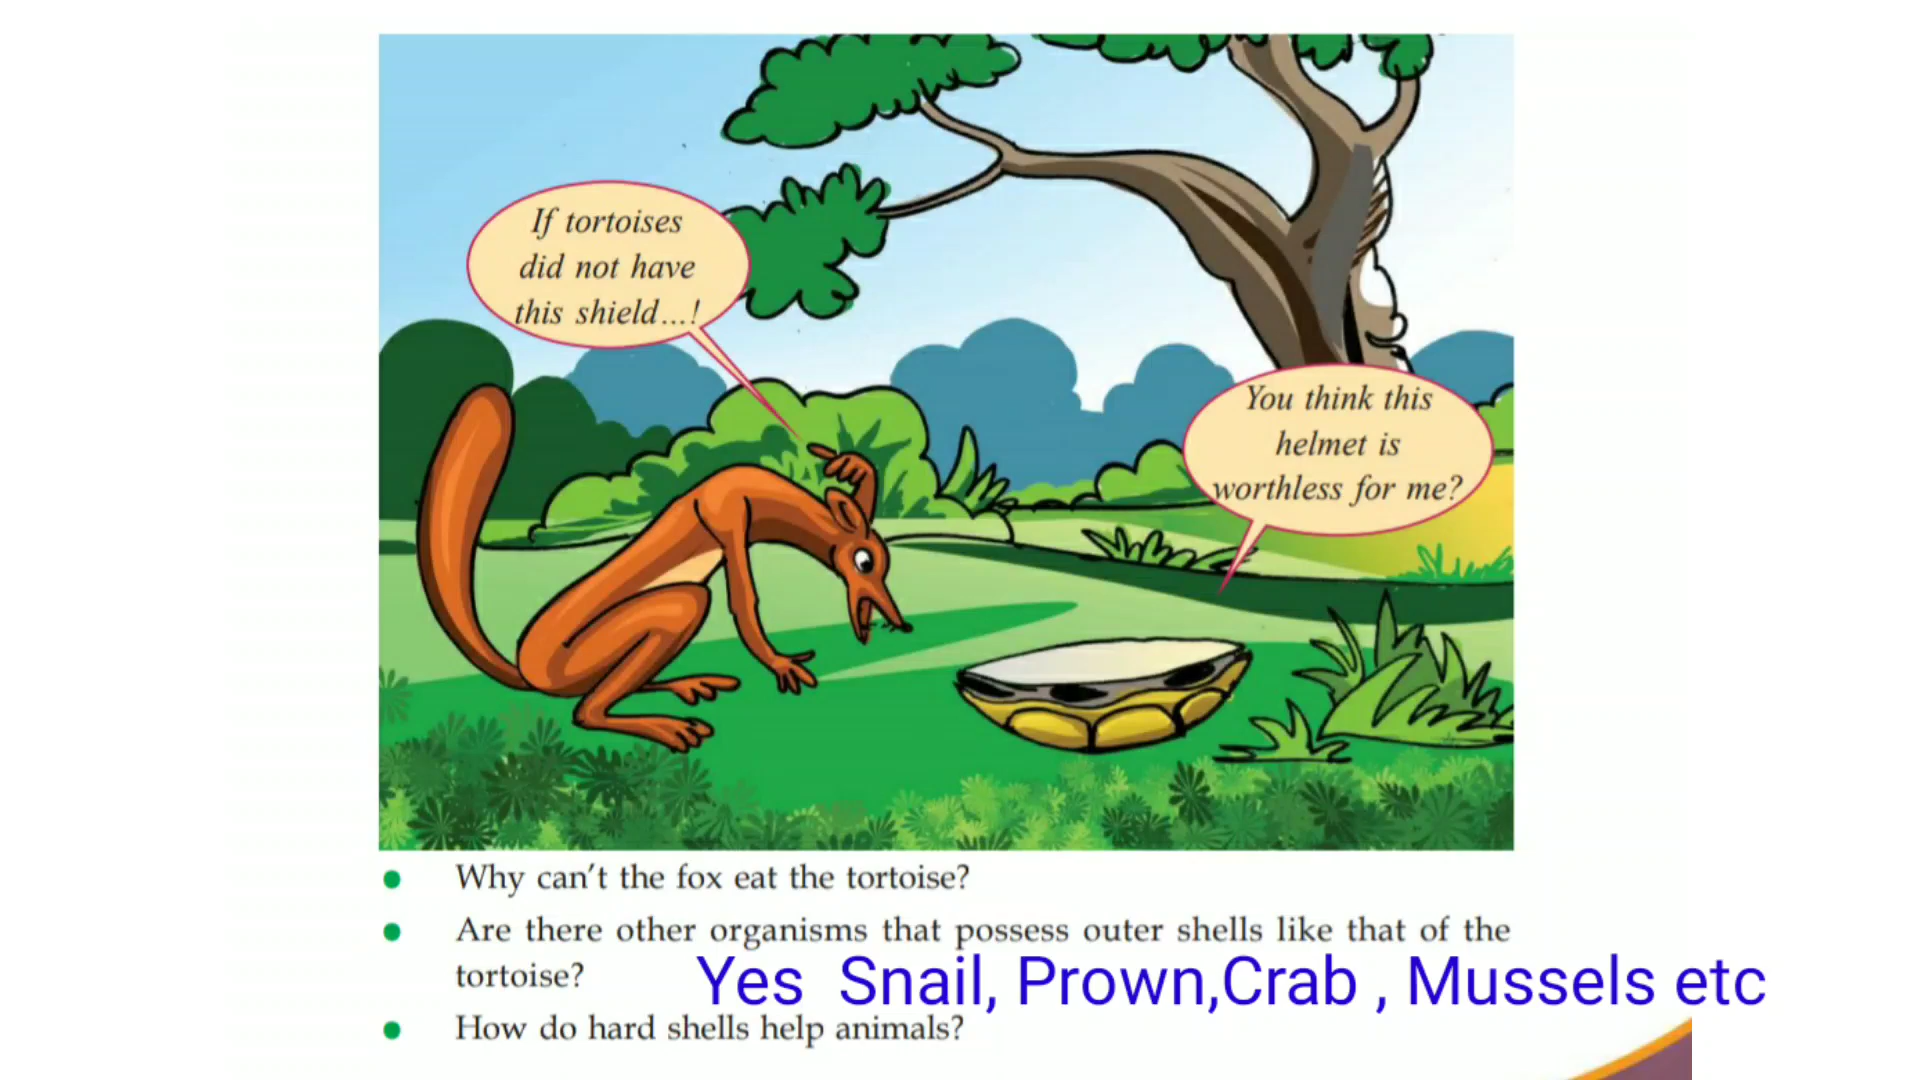 If tortoises
did not have
this shield...!
You think this
helmet is
worthless for me?
Why can't the fox eat the tortoise?
Are there other organisms that possess outer shells like that of the
tortoise?
Yes Snail, Prown,Crab , Mussels etc
How do hard shells help animals?